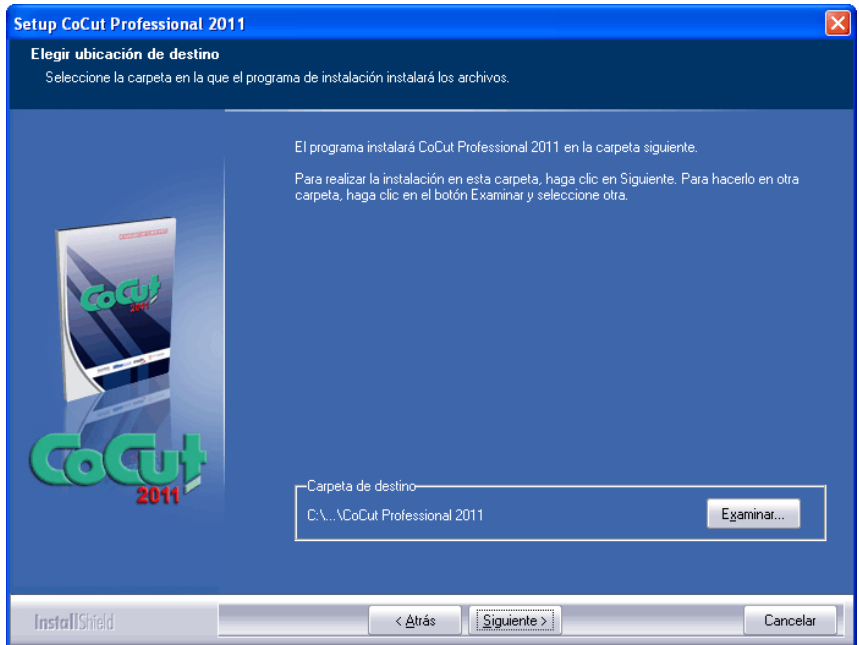 Setup CoCut Professional 2011
Elegir ubicación de destino
Seleccione la carpeta en la que el programa de instalación instalará los archivos.
El programa instalará CoCut Professional 2011 en la carpeta siguiente.
Para realizar la instalación en esta carpeta, haga clic en Siguiente. Para hacerlo en otra
carpeta, haga clic en el botón Examinar y seleccione otra.
CoCut
2011
CoCut
2011
Carpeta de destino
C:\...\CoCut Professional 2011
Examinar...
InstallShield
< Atrás
Siguiente >
Cancelar